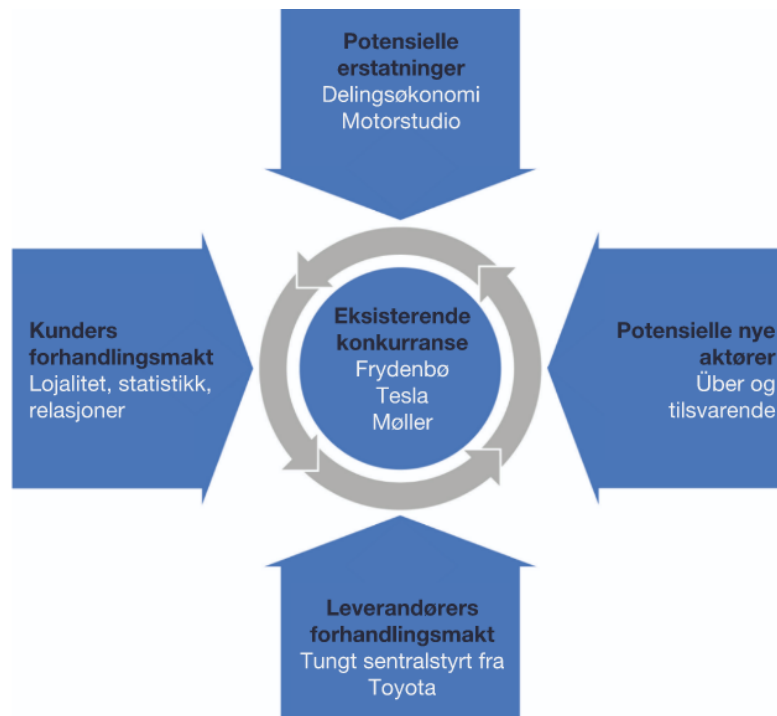 Potensielle
erstatninger
Delingsøkonomi
Motorstudio
Kunders
forhandlingsmakt
Lojalitet, statistikk,
relasjoner
Eksisterende
konkurranse
Frydenbø
Tesla
Møller
Potensielle nye
aktører
Über og
tilsvarende
Leverandørers
forhandlingsmakt
Tungt sentralstyrt fra
Toyota